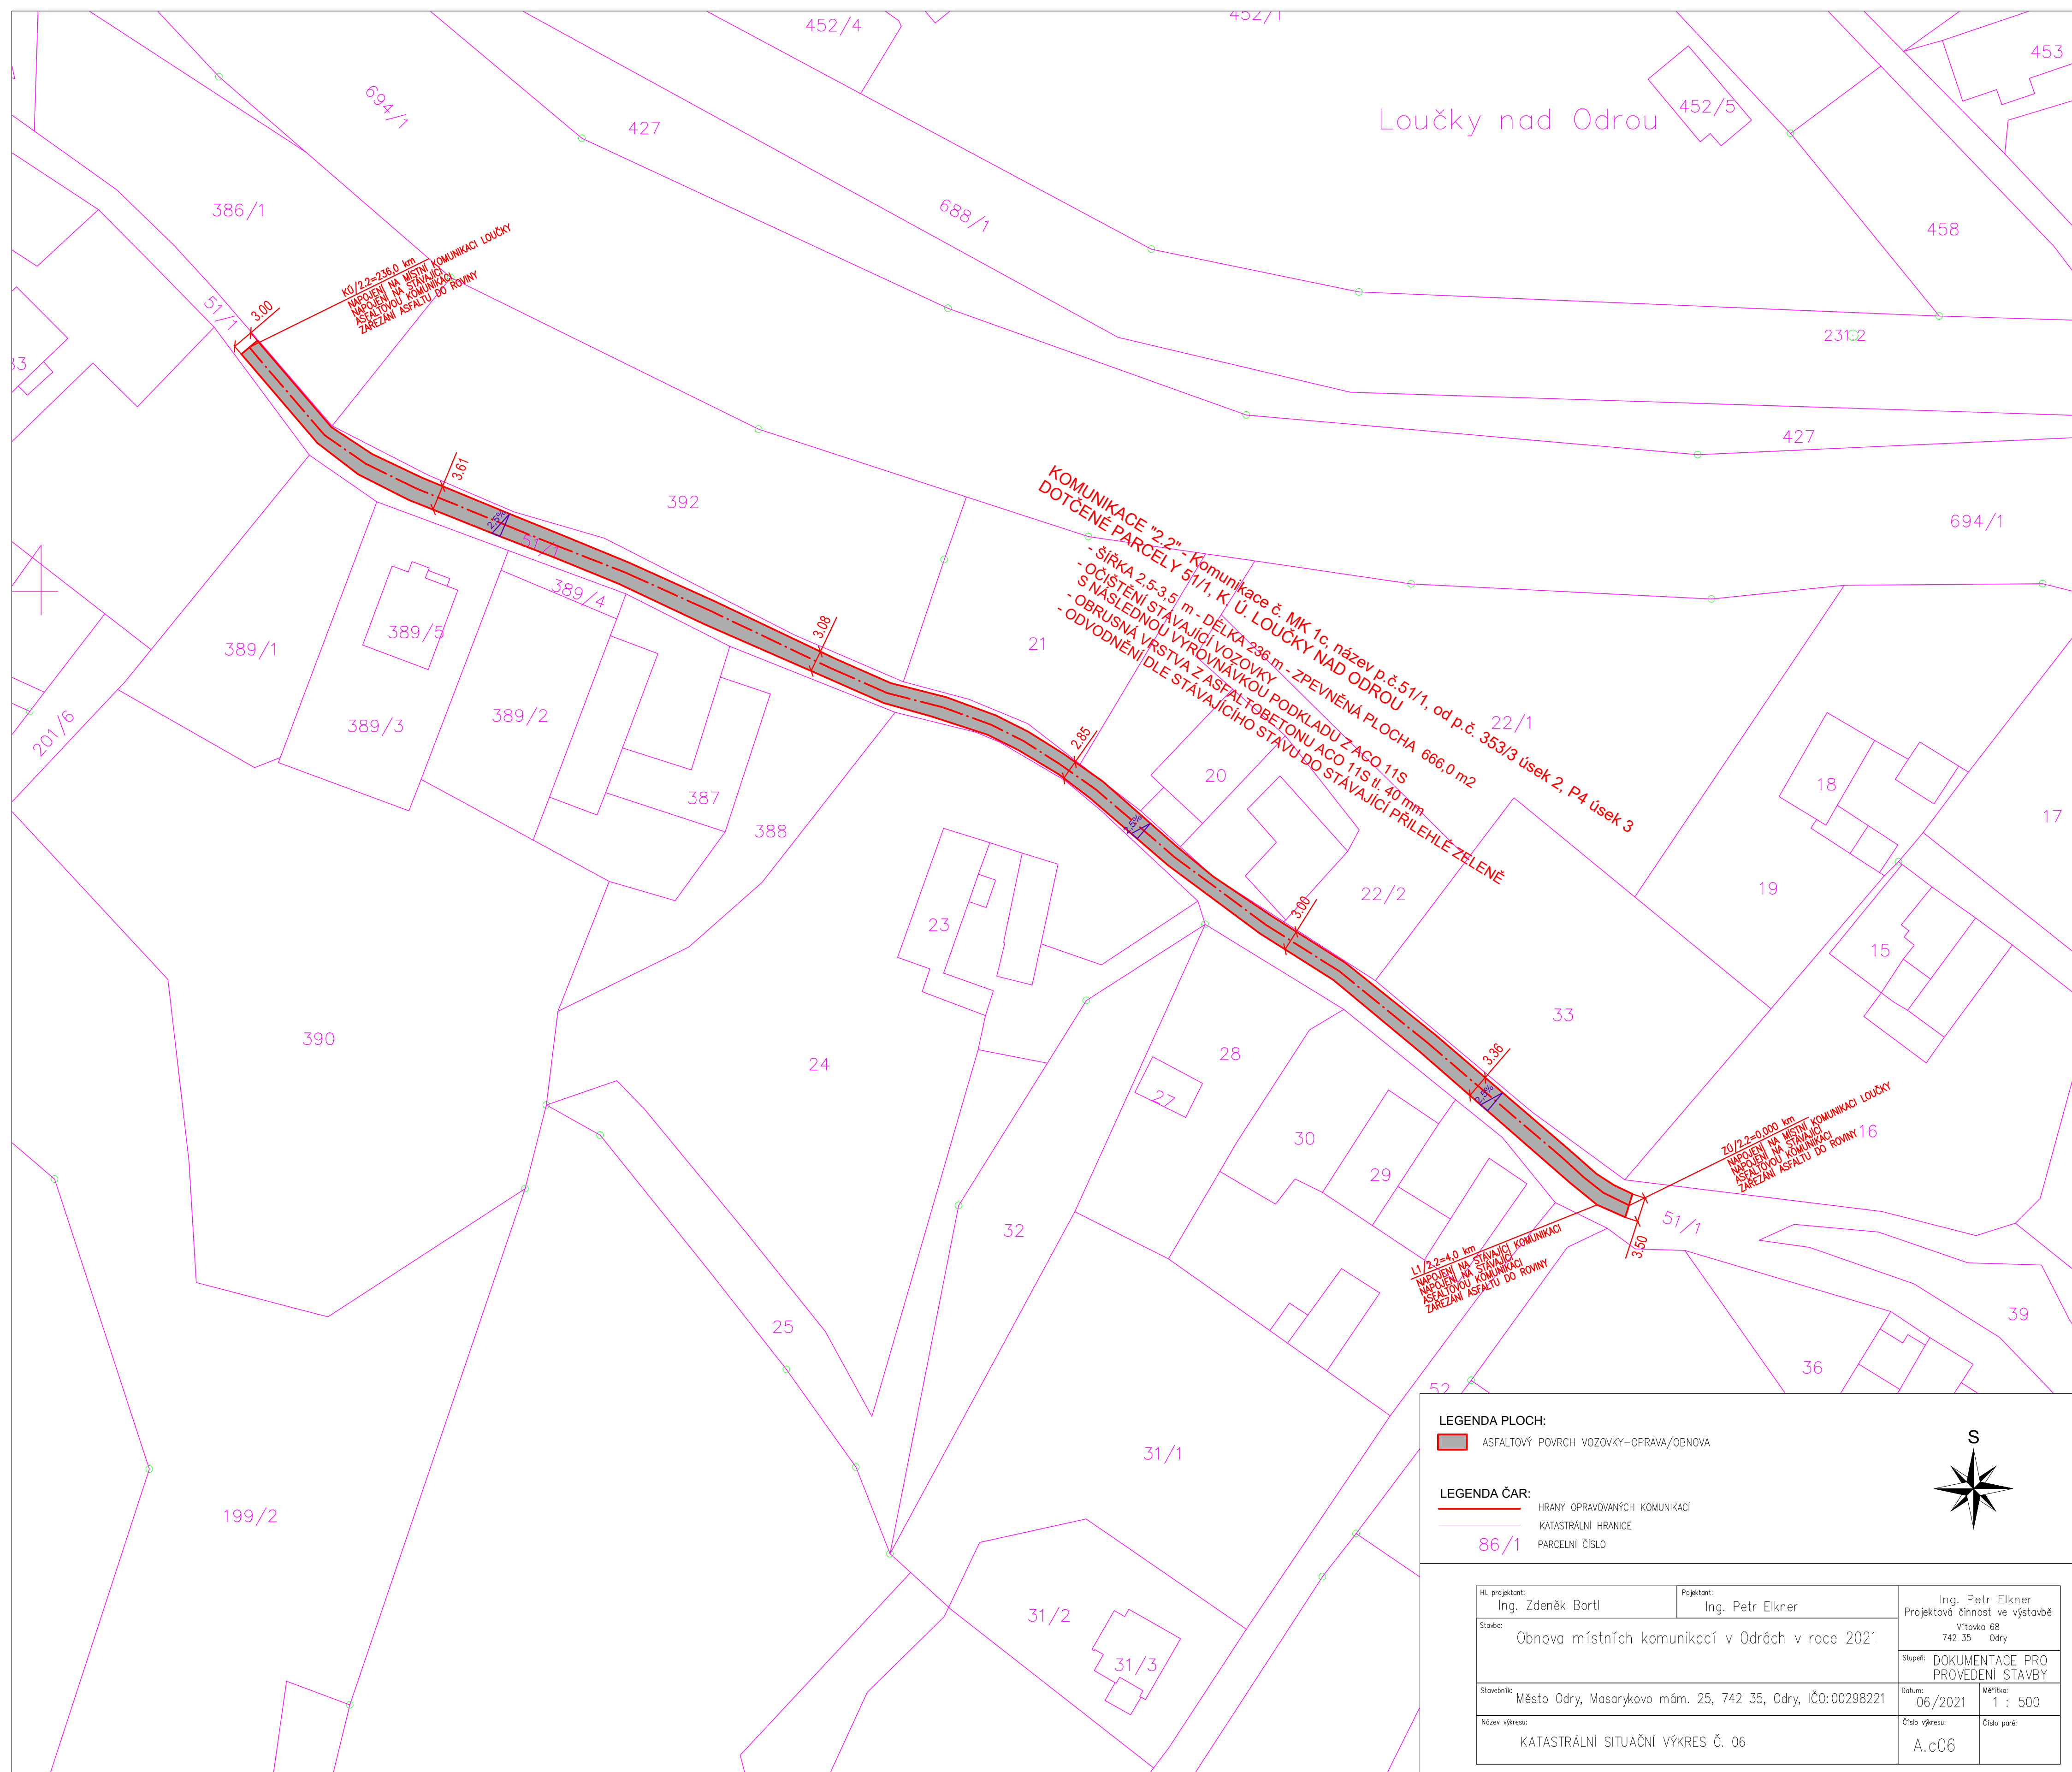 452/4
452/1
453
694/1
427
452/5
Loučky nad Odrou
386/1
688/1
458
51/1
3.00
KÚ/2.2=236,0 km
NAPOJENÍ NA MÍSTNÍ KOMUNIKACI LOUČKY
NAPOJENÍ NA STÁVAJÍCÍ
ASFALTOVOU KOMUNIKACI
ZAŘEZÁNÍ ASFALTU DO ROVINY
231.2
427
3.61
392
2.5%
51/1
694/1
KOMUNIKACE "2.2" - Komunikace č. MK 1c, název p.č.51/1, od p.č. 353/3 úsek 2, P4 úsek 3
DOTČENÉ PARCELY 51/1, K. Ú. LOUČKY NAD ODROU
- ŠÍŘKA 2,5-3,5 m - DÉLKA 236 m - ZPEVNĚNÁ PLOCHA 666,0 m2
- OČIŠTĚNÍ STÁVAJÍCÍ VOZOVKY
S NÁSLEDNOU VYROVNÁVKOU PODKLADU Z ACO 11S
- OBRUSNÁ VRSTVA Z ASFALTOBETONU ACO 11S tl. 40 mm
- ODVODNĚNÍ DLE STÁVAJÍCÍHO STAVU DO STÁVAJÍCÍ PŘILEHLÉ ZELENĚ
389/4
389/5
389/1
3.08
21
201/6
389/3
389/2
387
388
2.85
20
22/1
2.5%
18
17
19
23
22/2
3.00
15
390
24
33
28
27
3.36
2.5%
30
29
16
ZÚ/2.2=0,000 km
NAPOJENÍ NA MÍSTNÍ KOMUNIKACI LOUČKY
NAPOJENÍ NA STÁVAJÍCÍ
ASFALTOVOU KOMUNIKACI
ZAŘEZÁNÍ ASFALTU DO ROVINY
32
51/1
3.50
L1/2.2=4,0 km
NAPOJENÍ NA STÁVAJÍCÍ KOMUNIKACI
NAPOJENÍ NA STÁVAJÍCÍ
ASFALTOVOU KOMUNIKACI
ZAŘEZÁNÍ ASFALTU DO ROVINY
25
39
36
52
31/1
199/2
31/2
31/3
LEGENDA PLOCH:
ASFALTOVÝ POVRCH VOZOVKY-OPRAVA/OBNOVA
S
LEGENDA ČAR:
HRANY OPRAVOVANÝCH KOMUNIKACÍ
KATASTRÁLNÍ HRANICE
86/1 PARCELNÍ ČÍSLO
Hl. projektant:
Ing. Zdeněk Bortl
Pojektant:
Ing. Petr Elkner
Ing. Petr Elkner
Projektová činnost ve výstavbě
Vítovka 68
742 35 Odry
Stavba:
Obnova místních komunikací v Odrách v roce 2021
Stupeň: DOKUMENTACE PRO
PROVEDENÍ STAVBY
Stavebník: Město Odry, Masarykovo mám. 25, 742 35, Odry, IČO:00298221
Datum:
06/2021
Měřítko:
1 : 500
Název výkresu:
KATASTRÁLNÍ SITUAČNÍ VÝKRES Č. 06
Číslo výkresu:
A.c06
Číslo paré: